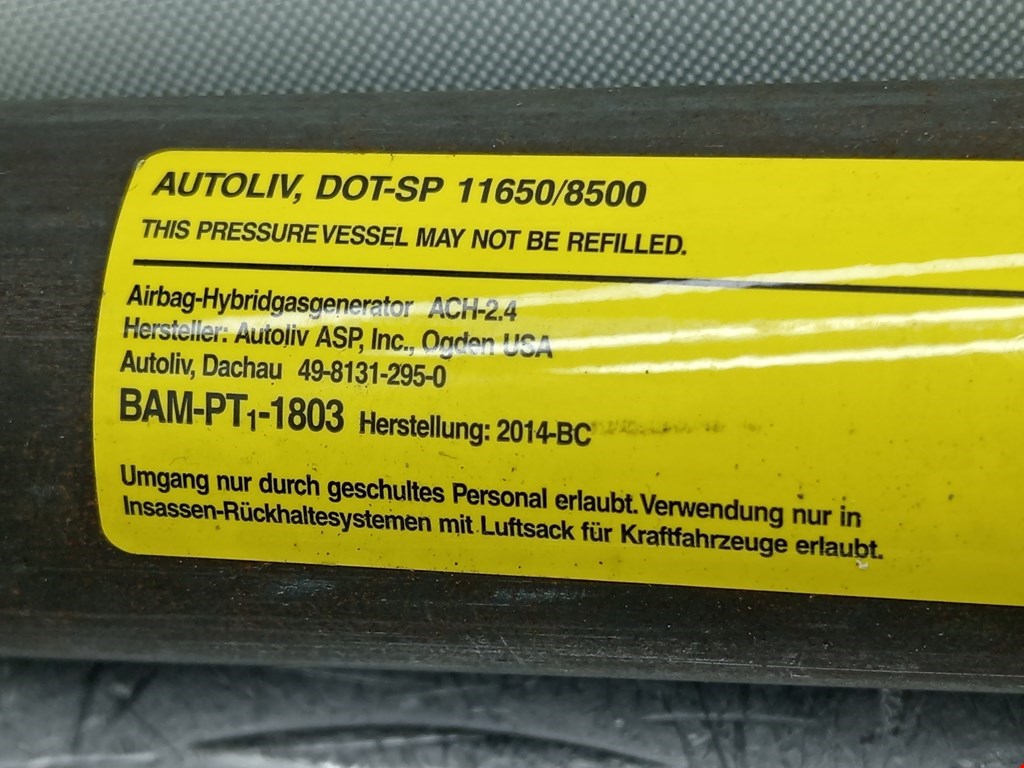 AUTOLIV, DOT-SP 11650/8500
THIS PRESSURE VESSEL MAY NOT BE REFILLED.
Airbag-Hybridgasgenerator ACH-2.4
Hersteller: Autoliv ASP, Inc., Ogden USA
Autoliv, Dachau 49-8131-295-0
BAM-PT₁-1803 Herstellung: 2014-BC
Umgang nur durch geschultes Personal erlaubt. Verwendung nur in
Insassen-Rückhaltesystemen mit Luftsack für Kraftfahrzeuge erlaubt.